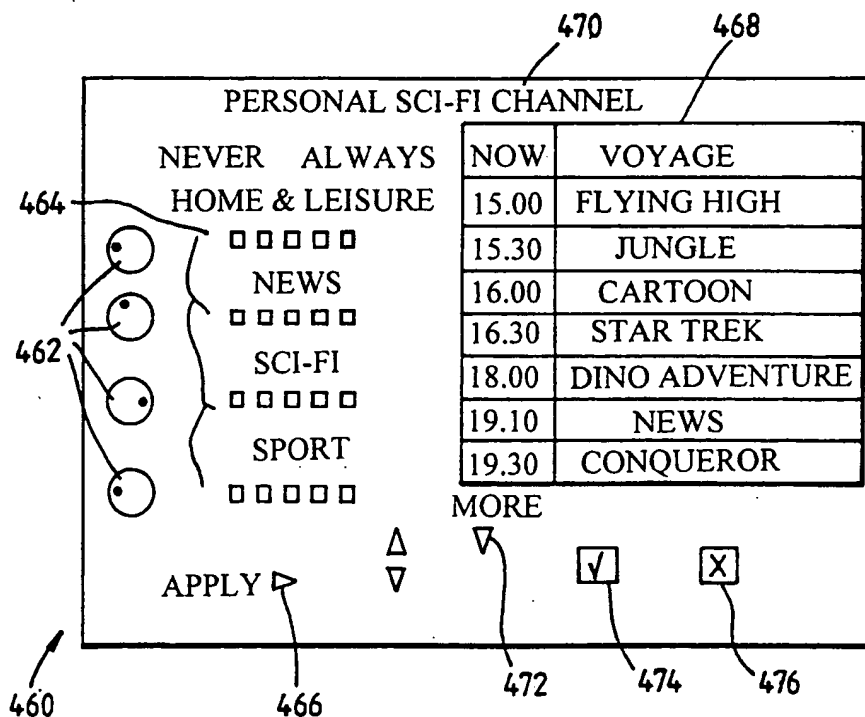 470 468
PERSONAL SCI-FI CHANNEL
NEVER ALWAYS
HOME & LEISURE
464
NEWS
462
SCI-FI
SPORT
NOW VOYAGE
15.00 FLYING HIGH
15.30 JUNGLE
16.00 CARTOON
16.30 STAR TREK
18.00 DINO ADVENTURE
19.10 NEWS
19.30 CONQUEROR
MORE
APPLY
√ X
460 466 472 474 476